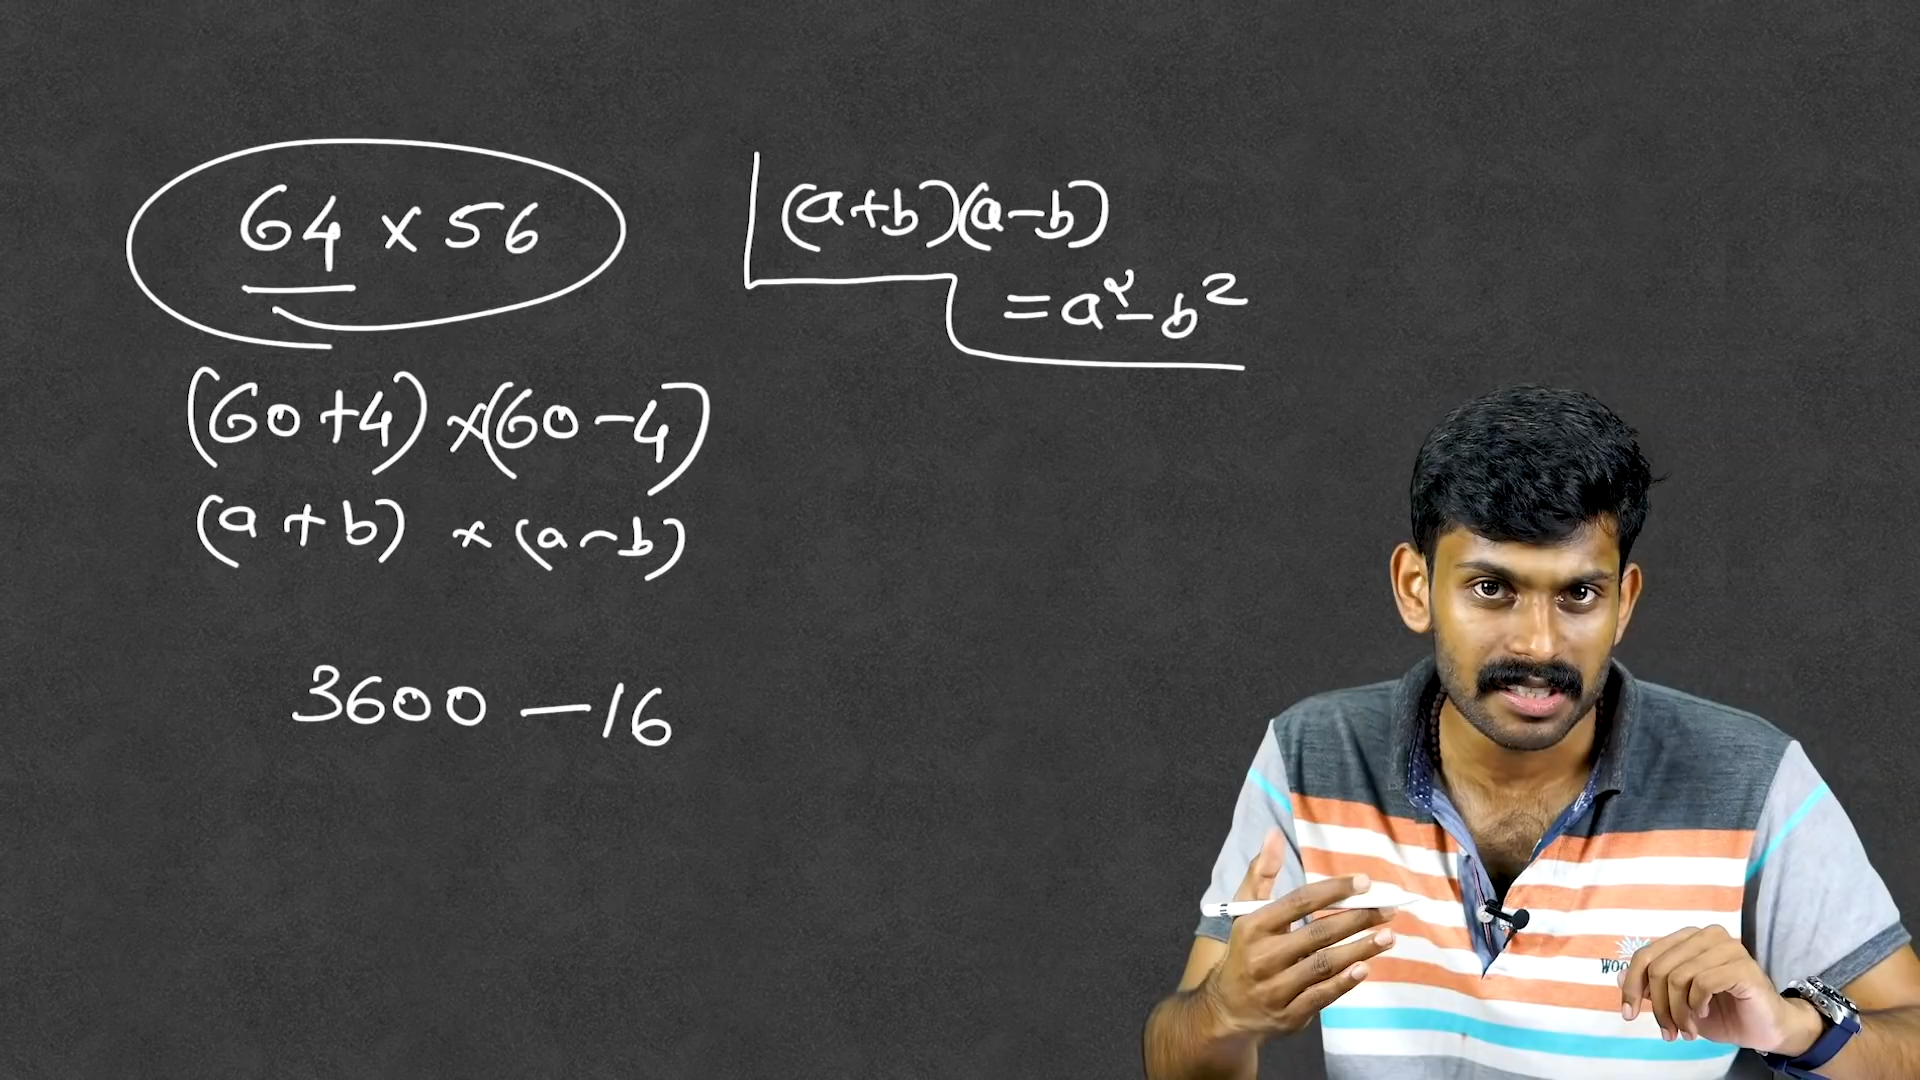 64 x 56
(60+4) x(60-4)
(a+b) x (a-b)
3600 -16
(a+b)(a-b)
=a²-b²